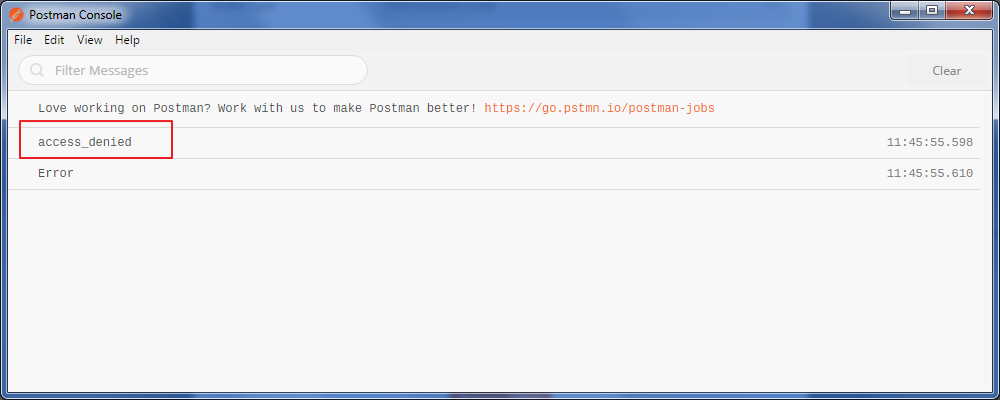 Postman Console
File Edit View Help
Filter Messages
Clear
Love working on Postman? Work with us to make Postman better! https://go.pstmn.io/postman-jobs
access_denied 11:45:55.598
Error 11:45:55.610